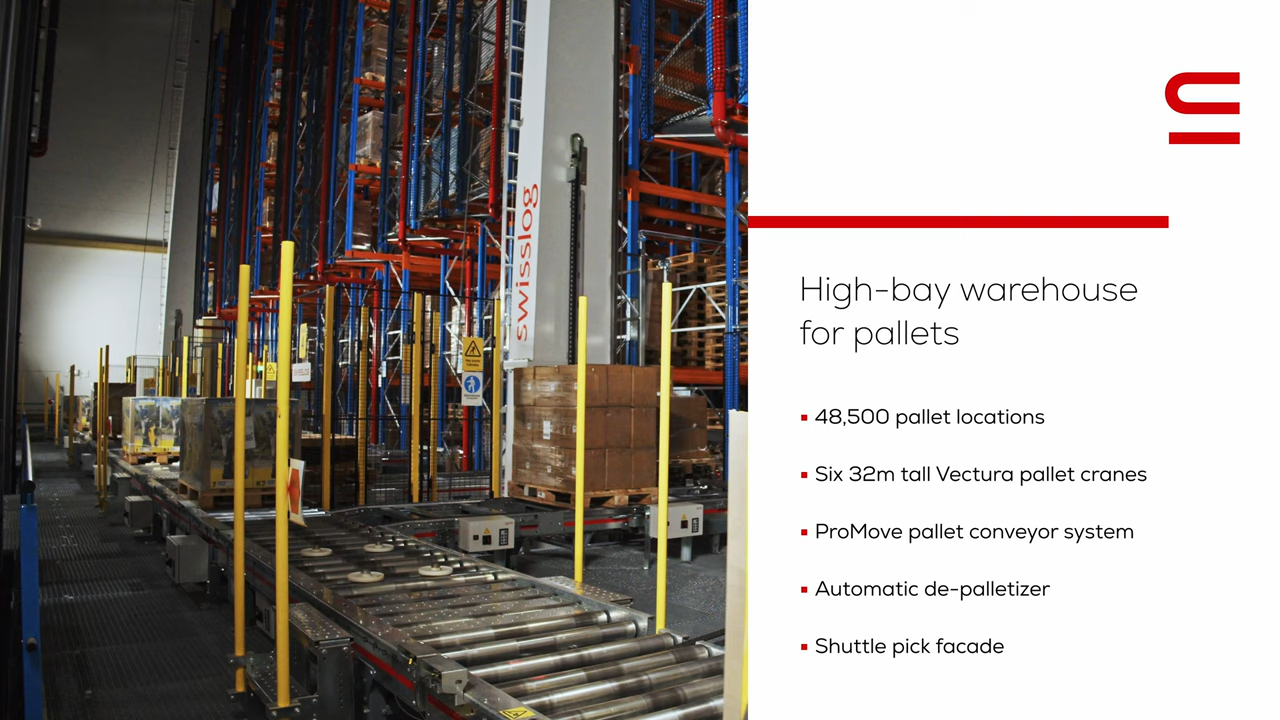 swisslog
High-bay warehouse
for pallets
48,500 pallet locations
Six 32m tall Vectura pallet cranes
ProMove pallet conveyor system
Automatic de-palletizer
Shuttle pick facade